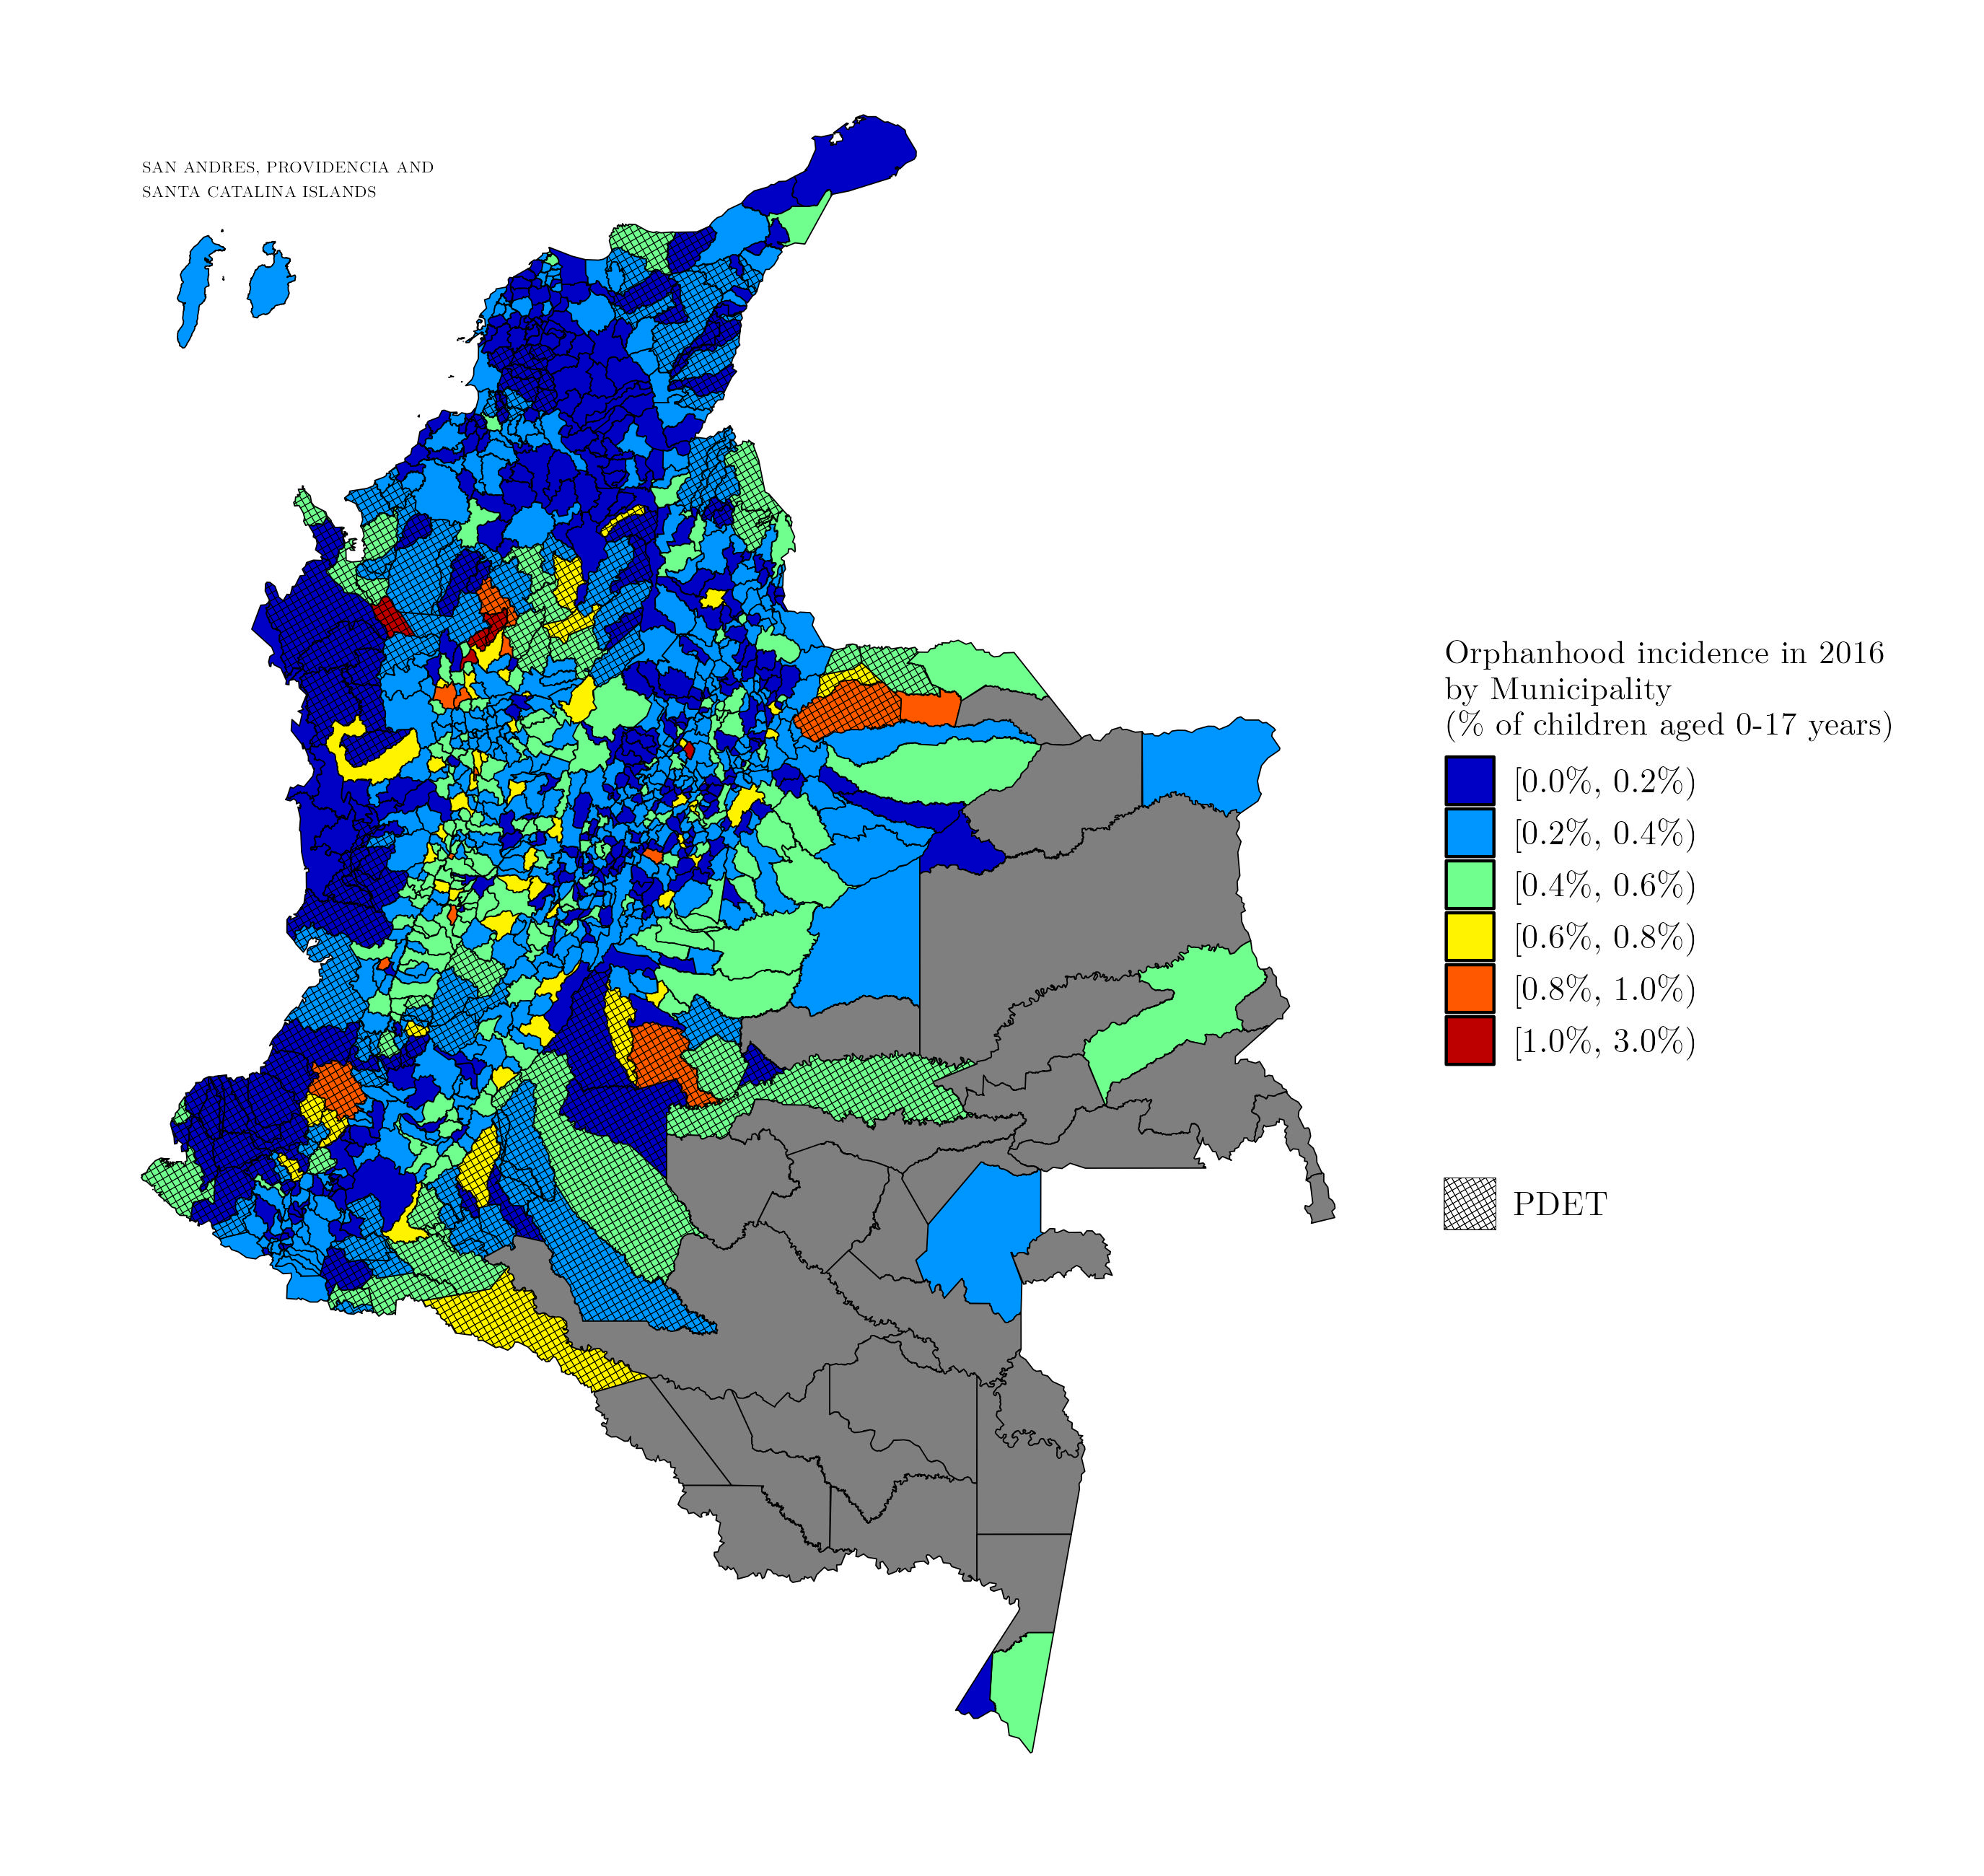 SAN ANDRES, PROVIDENCIA AND
SANTA CATALINA ISLANDS
Orphanhood incidence in 2016
by Municipality
(% of children aged 0-17 years)
[0.0%, 0.2%)
[0.2%, 0.4%)
[0.4%, 0.6%)
[0.6%, 0.8%)
[0.8%, 1.0%)
[1.0%, 3.0%)
PDET